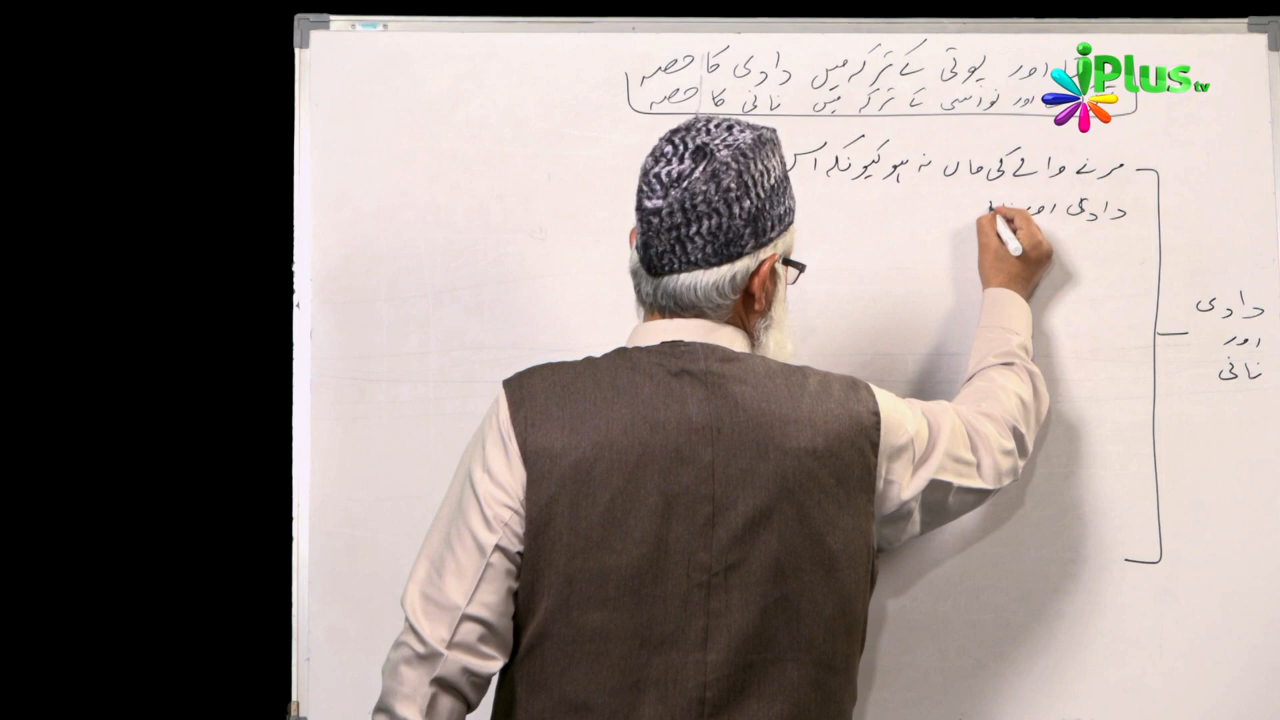 اور پوتی کے ترکہ میں دادی کا حصہ
اور نواسی کے ترکہ میں نانی کا حصہ
iPlus tv
مرنے والے کی ماں نہ ہو کیونکہ اس
دادی اور
دادی
اور
نانی